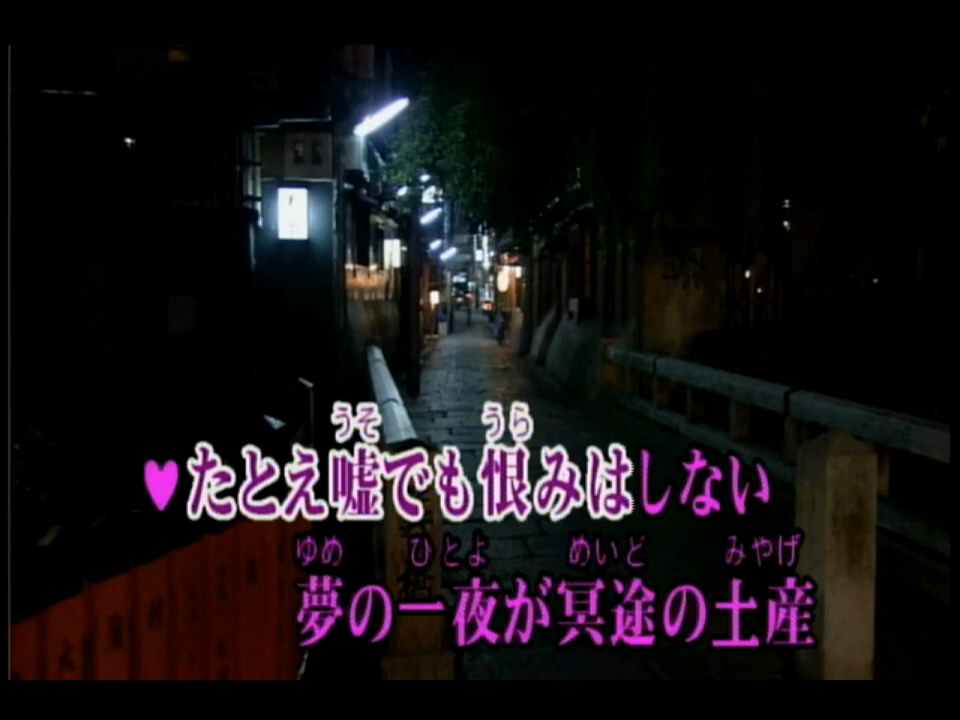 うそ うら
♥たとえ嘘でも恨みはしない
ゆめ ひとよ めいど みやげ
夢の一夜が冥途の土産